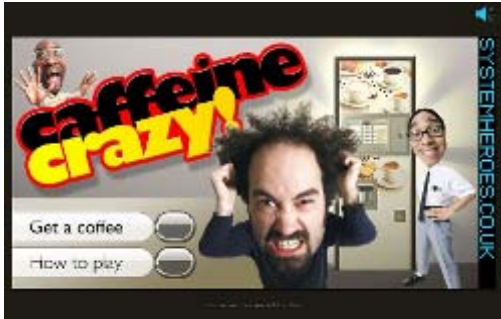 caffeine
crazy!
Get a coffee
How to play
SYSTEMHEROES.CO.UK